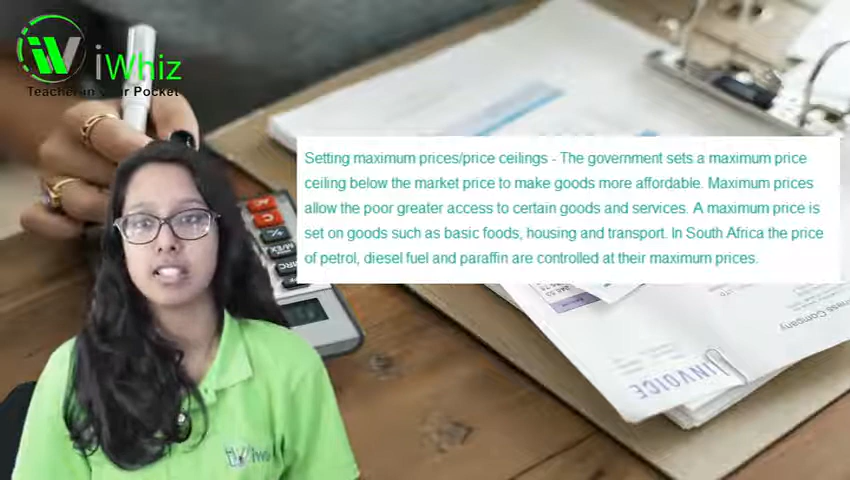 iWhiz
Teacher in your Pocket
Setting maximum prices/price ceilings - The government sets a maximum price
ceiling below the market price to make goods more affordable. Maximum prices
allow the poor greater access to certain goods and services. A maximum price is
set on goods such as basic foods, housing and transport. In South Africa the price
of petrol, diesel fuel and paraffin are controlled at their maximum prices.
INVOICE